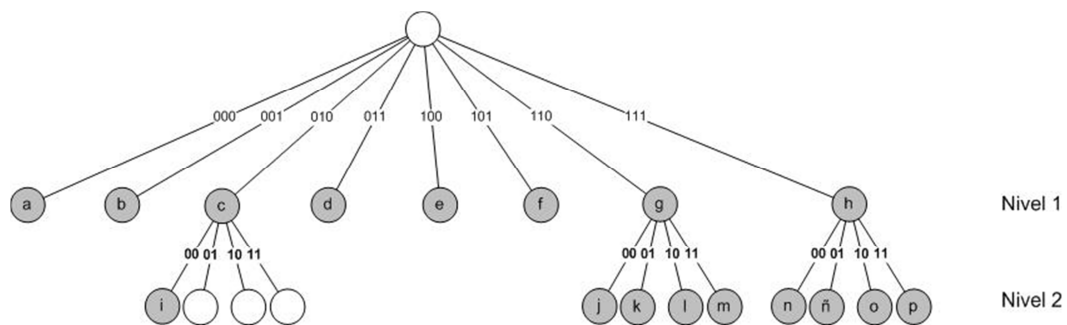 000 001 010 011 100 101 110 111
a b c d e f g h Nivel 1
00 01 10 11 00 01 10 11 00 01 10 11
i j k l m n ñ o p Nivel 2